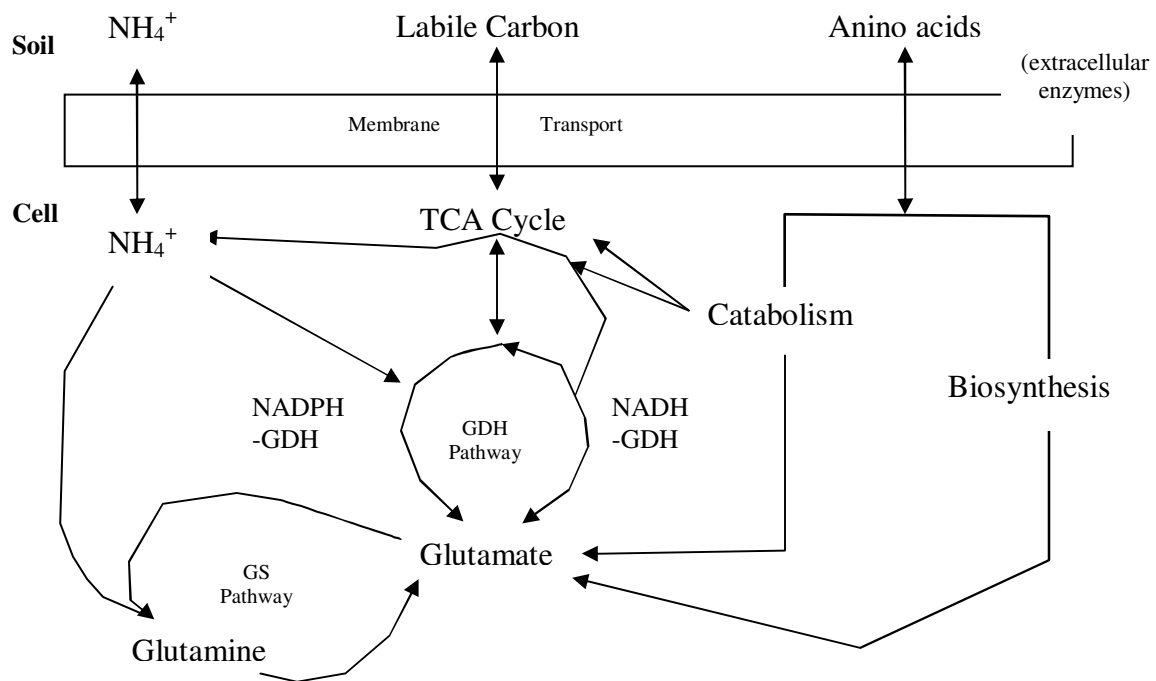 NH₄⁺
Labile Carbon
Anino acids
Soil
(extracellular
enzymes)
Membrane
Transport
Cell
TCA Cycle
NH₄⁺
Catabolism
Biosynthesis
NADPH
-GDH
GDH
Pathway
NADH
-GDH
Glutamate
GS
Pathway
Glutamine